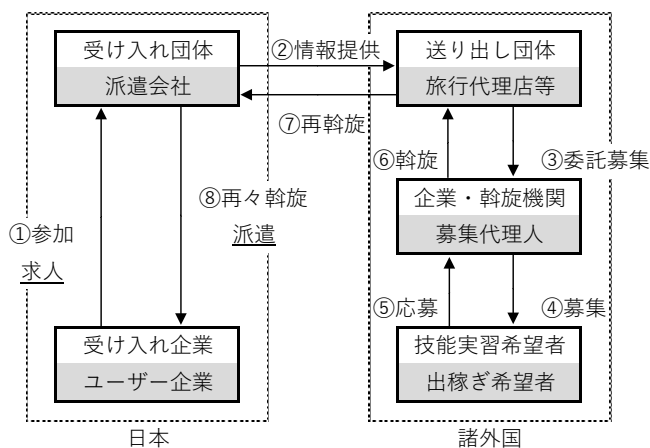 受け入れ団体
派遣会社
②情報提供
送り出し団体
旅行代理店等
⑦再斡旋
⑥斡旋
③委託募集
①参加
求人
⑧再々斡旋
派遣
企業・斡旋機関
募集代理人
⑤応募
④募集
受け入れ企業
ユーザー企業
技能実習希望者
出稼ぎ希望者
日本
諸外国